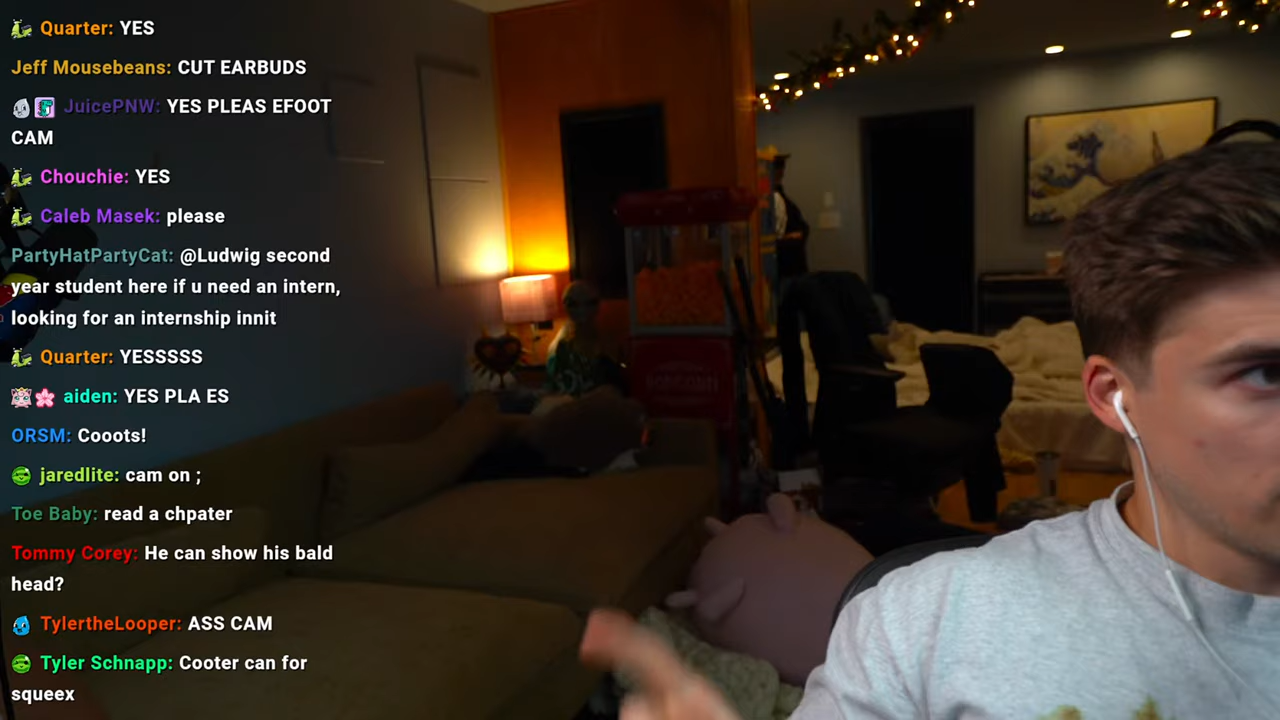 Quarter: YES
Jeff Mousebeans: CUT EARBUDS
JuicePNW: YES PLEAS EFOOT
CAM
Chouchie: YES
Caleb Masek: please
PartyHatPartyCat: @Ludwig second
year student here if u need an intern,
looking for an internship innit
Quarter: YESSSSS
aiden: YES PLA ES
ORSM: Cooots!
jaredlite: cam on ;
Toe Baby: read a chpater
Tommy Corey: He can show his bald
head?
TylertheLooper: ASS CAM
Tyler Schnapp: Cooter can for
squeex